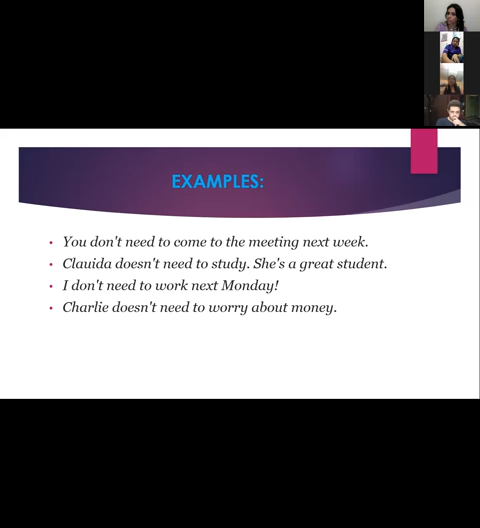 EXAMPLES:
You don't need to come to the meeting next week.
Clauida doesn't need to study. She's a great student.
I don't need to work next Monday!
Charlie doesn't need to worry about money.